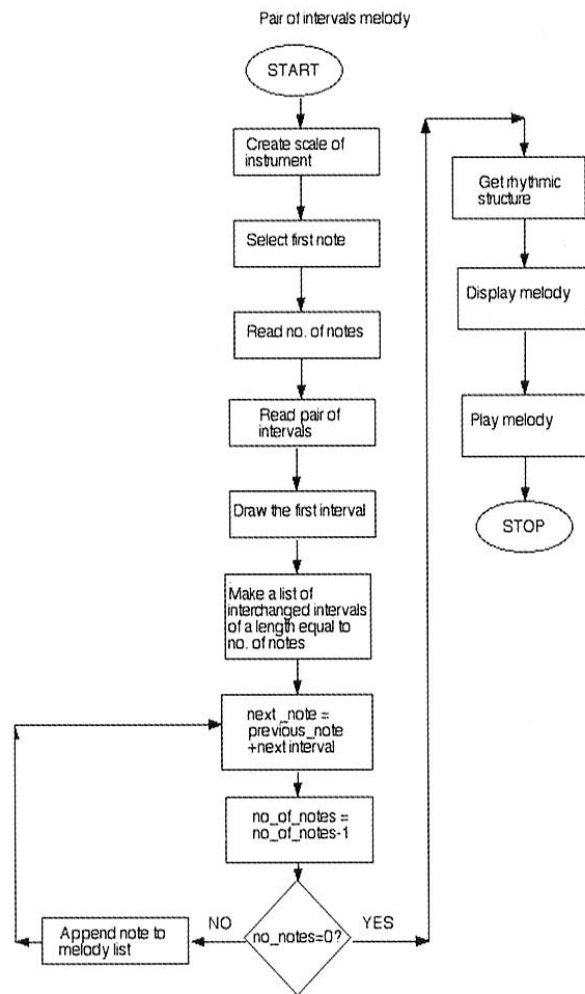 Pair of intervals melody
START
Create scale of
instrument
Select first note
Read no. of notes
Read pair of
intervals
Draw the first interval
Make a list of
interchanged intervals
of a length equal to
no. of notes
next _note =
previous_note
+next interval
no_of_notes =
no_of_notes-1
no_notes=0?
NO
YES
Append note to
melody list
Get rhythmic
structure
Display melody
Play melody
STOP